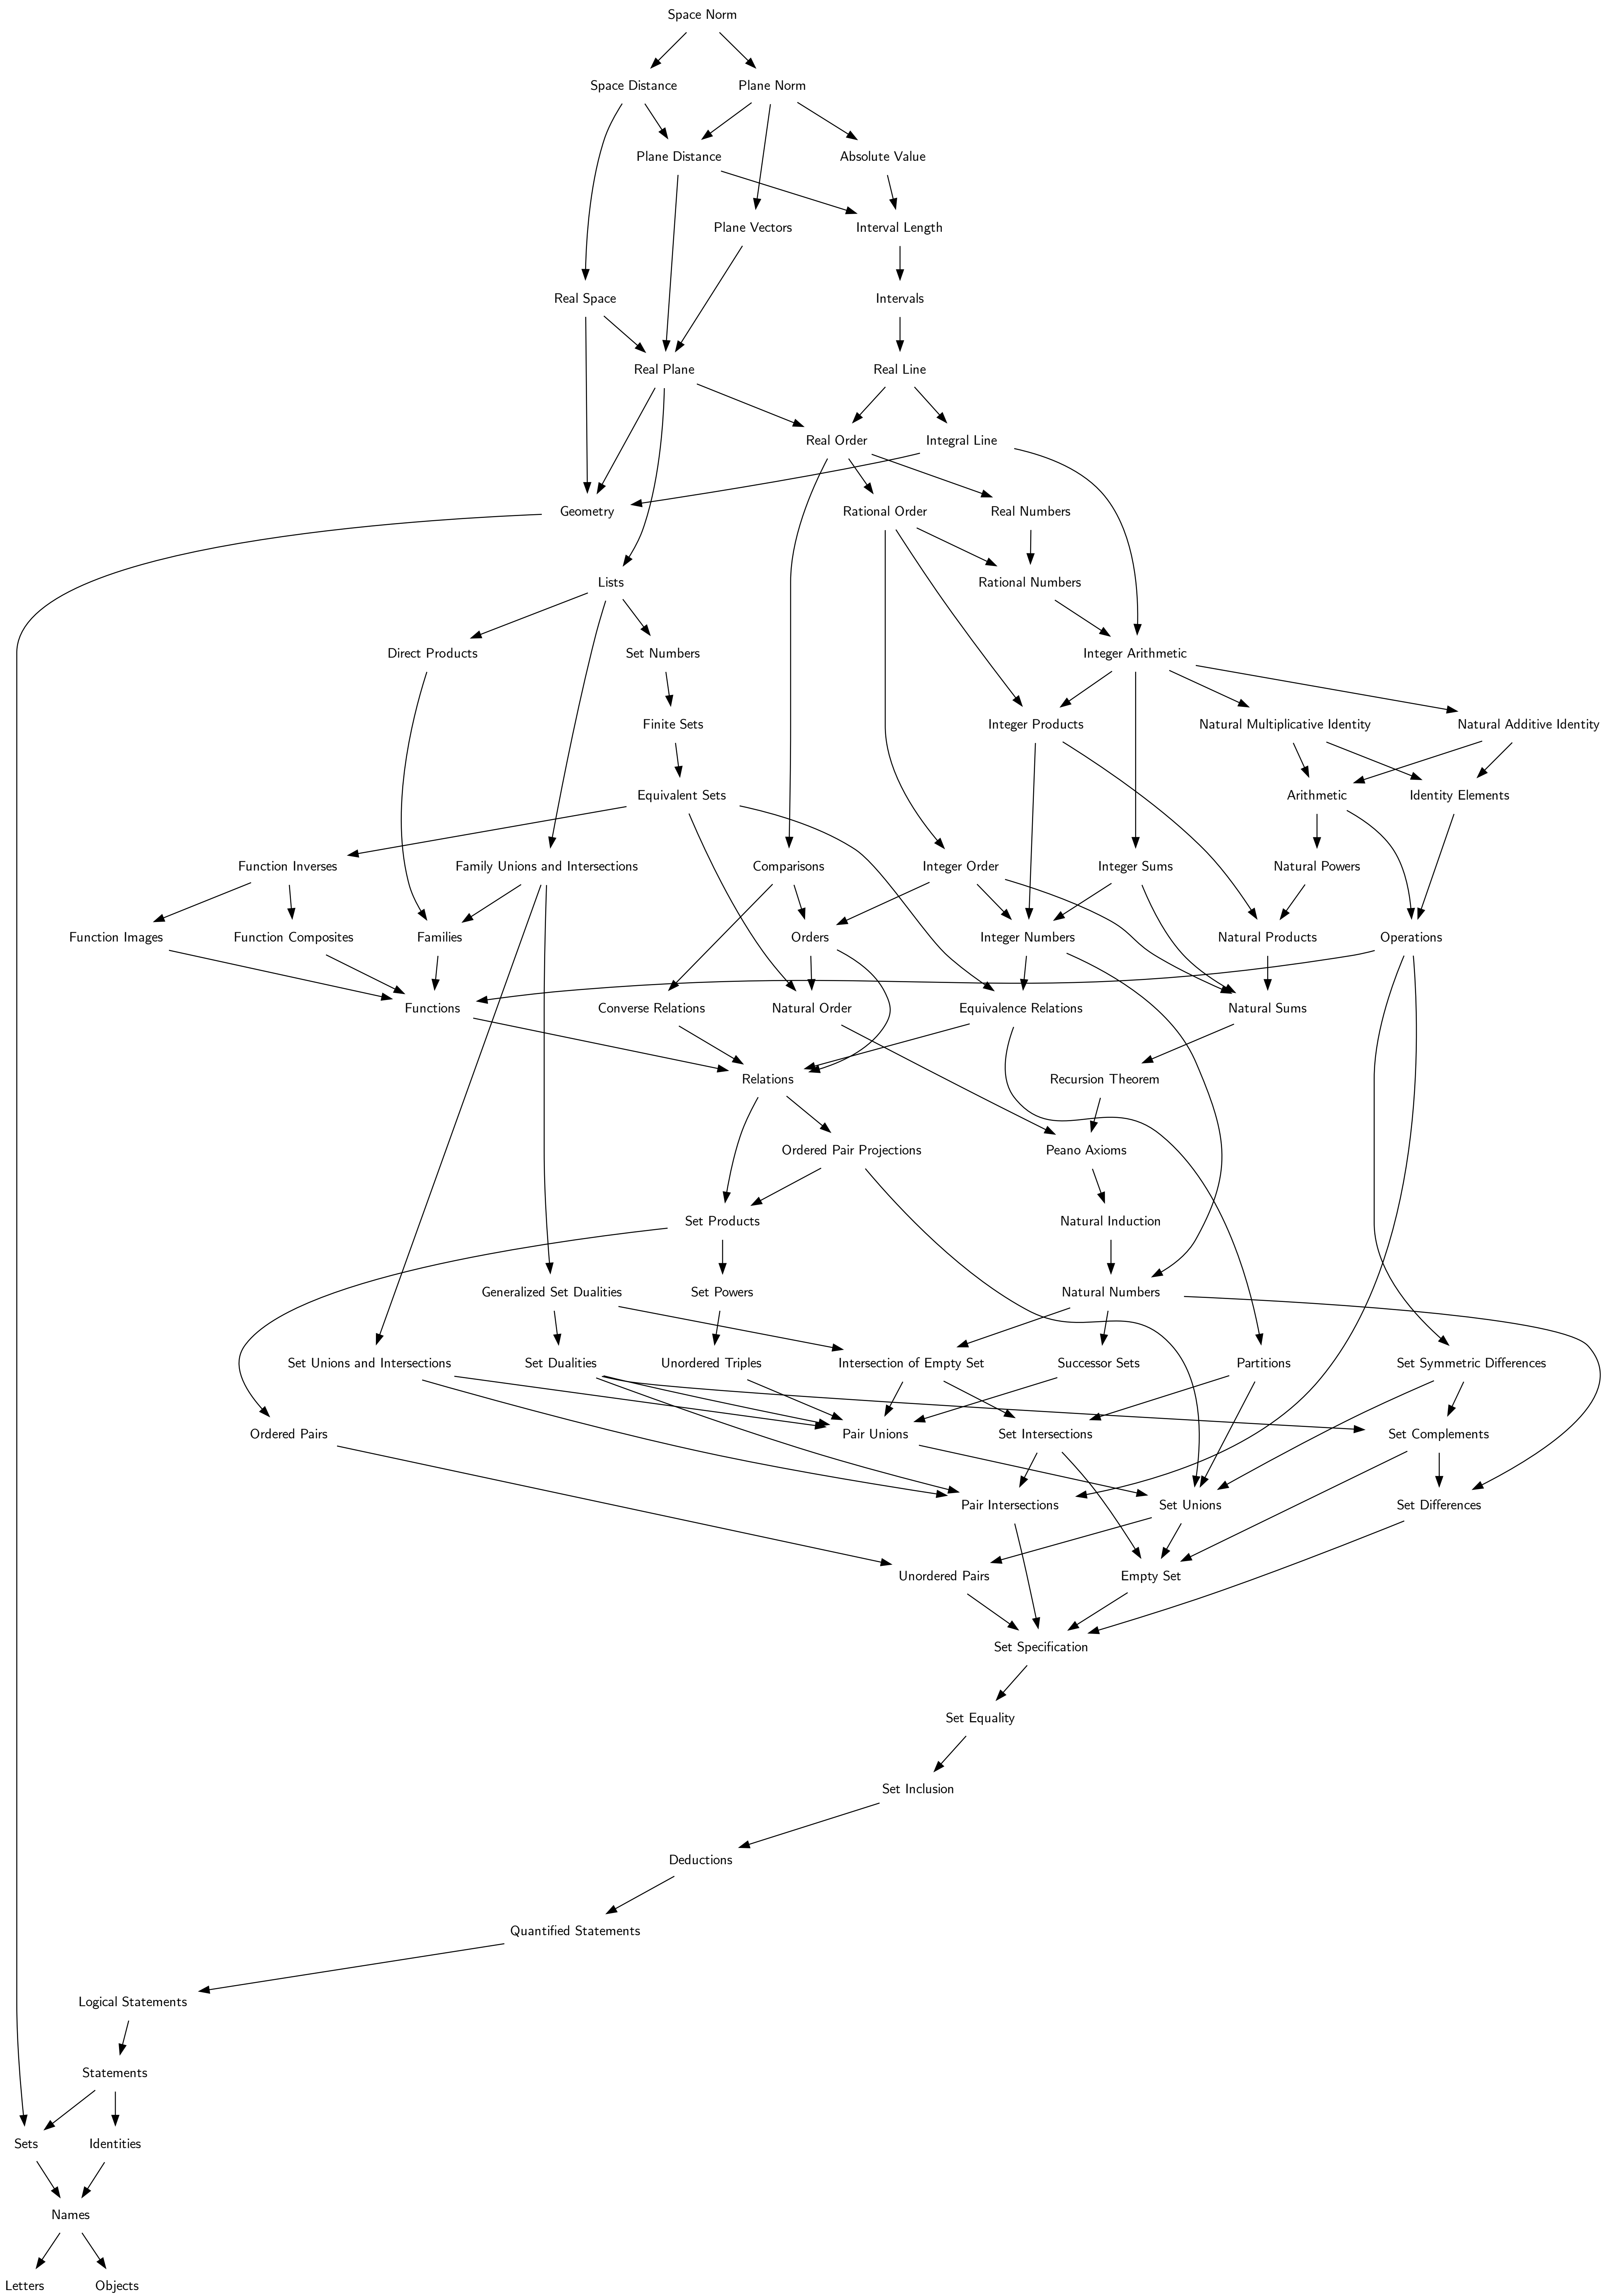 Space Norm
Space Distance
Plane Norm
Plane Distance
Absolute Value
Plane Vectors
Interval Length
Real Space
Intervals
Real Plane
Real Line
Real Order
Integral Line
Geometry
Rational Order
Real Numbers
Lists
Rational Numbers
Direct Products
Set Numbers
Integer Arithmetic
Finite Sets
Integer Products
Natural Multiplicative Identity
Natural Additive Identity
Equivalent Sets
Arithmetic
Identity Elements
Function Inverses
Family Unions and Intersections
Comparisons
Integer Order
Integer Sums
Natural Powers
Function Images
Function Composites
Families
Orders
Integer Numbers
Natural Products
Operations
Functions
Converse Relations
Natural Order
Equivalence Relations
Natural Sums
Relations
Recursion Theorem
Ordered Pair Projections
Peano Axioms
Set Products
Natural Induction
Generalized Set Dualities
Set Powers
Natural Numbers
Set Unions and Intersections
Set Dualities
Unordered Triples
Intersection of Empty Set
Successor Sets
Partitions
Set Symmetric Differences
Ordered Pairs
Pair Unions
Set Intersections
Set Complements
Pair Intersections
Set Unions
Set Differences
Unordered Pairs
Empty Set
Set Specification
Set Equality
Set Inclusion
Deductions
Quantified Statements
Logical Statements
Statements
Sets
Identities
Names
Letters
Objects